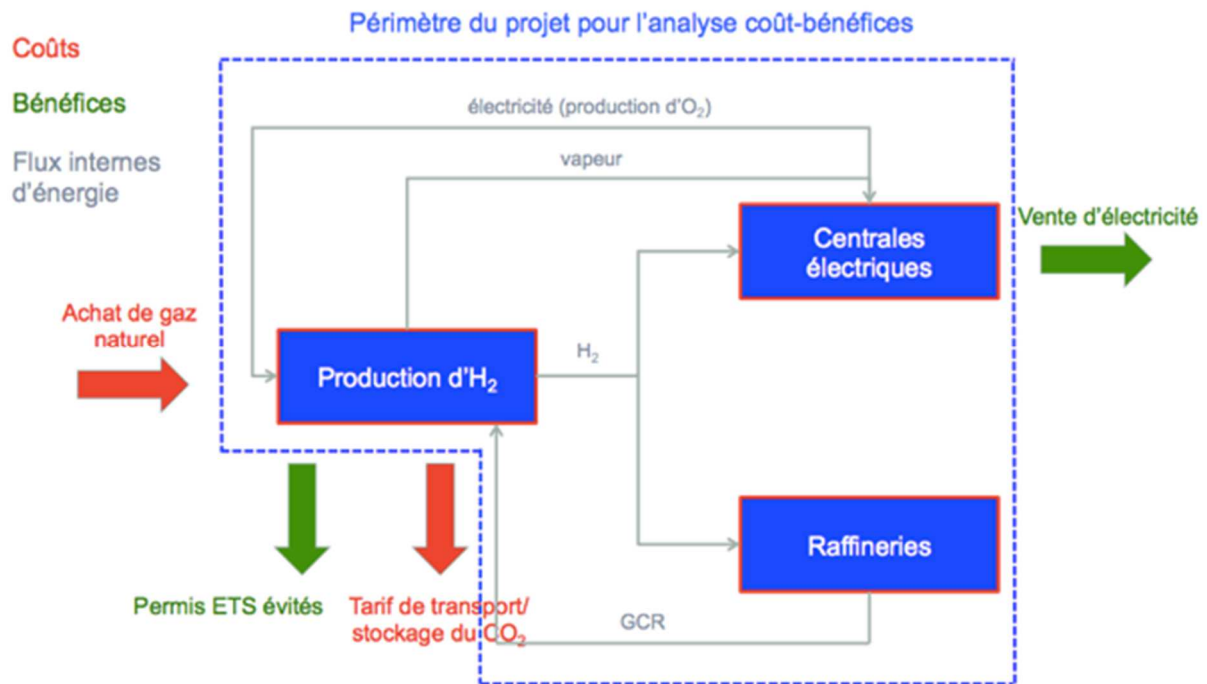 Périmètre du projet pour l'analyse coût-bénéfices
Coûts
Bénéfices
Flux internes
d'énergie
électricité (production d'O₂)
vapeur
Centrales
électriques
Vente d'électricité
Achat de gaz
naturel
Production d'H₂
H₂
Raffineries
Permis ETS évités
Tarif de transport/
stockage du CO₂
GCR